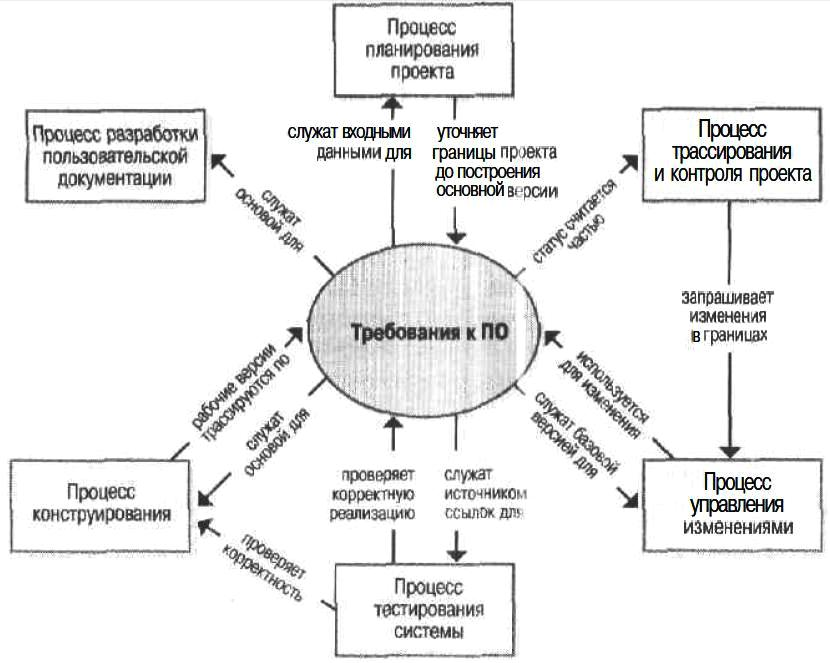 Процесс
планирования
проекта
Процесс разработки
пользовательской
документации
служат входными
данными для
уточняет
границы проекта
до построения
основной версии
Процесс
трассирования
и контроля проекта
служат
основой для
статус считается
частью
запрашивает
изменения
в границах
Требования к ПО
рабочие версии
трассируются по
служат
основой для
используется
для изменения
служат базовой
версией для
Процесс
конструирования
проверяет
корректную
реализацию
служат
источником
ссылок для
Процесс
управления
изменениями
проверяет
корректность
Процесс
тестирования
системы